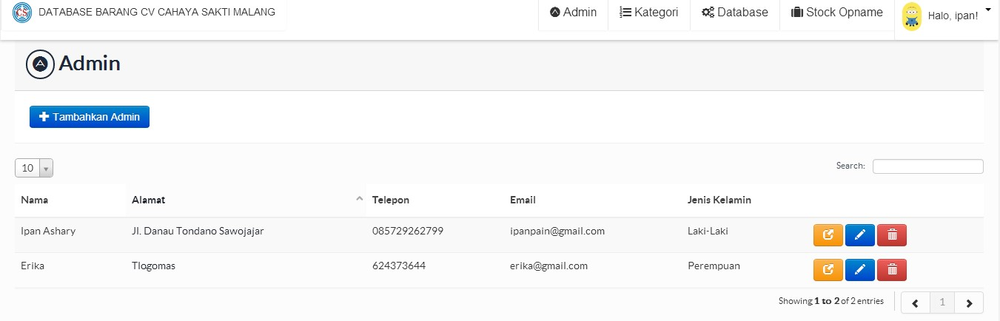 CS DATABASE BARANG CV CAHAYA SAKTI MALANG Admin Kategori Database Stock Opname Halo, ipan!
Admin
Tambahkan Admin
10 Search:
Nama Alamat Telepon Email Jenis Kelamin
Ipan Ashary Jl. Danau Tondano Sawojajar 085729262799 ipanpain@gmail.com Laki-Laki
Erika Tlogomas 624373644 erika@gmail.com Perempuan
Showing 1 to 2 of 2 entries 1